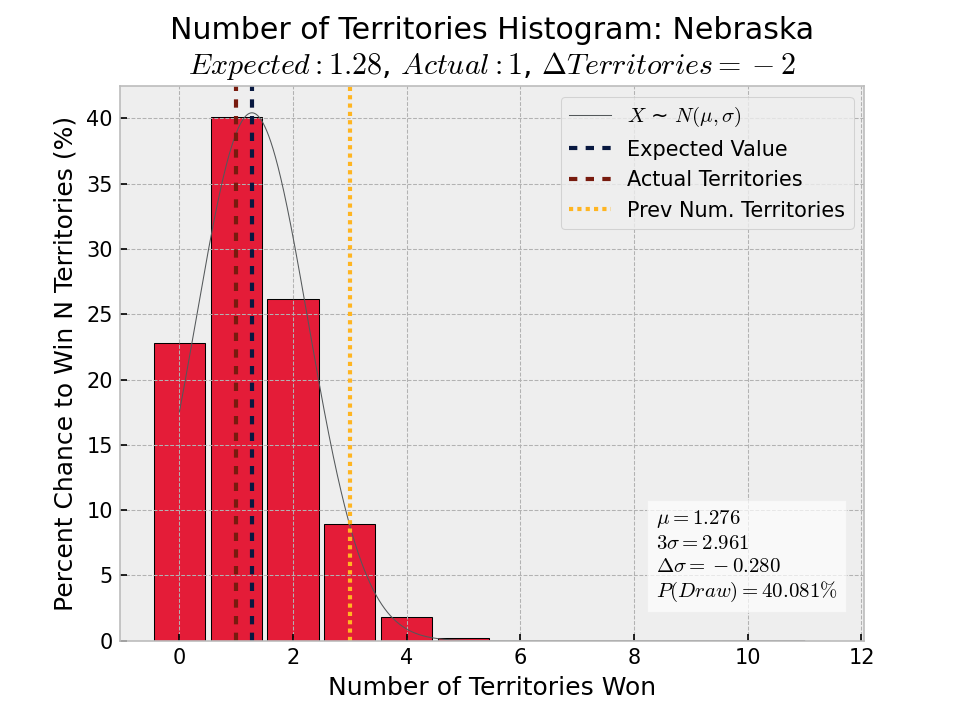 Number of Territories Histogram: Nebraska
Expected : 1.28, Actual : 1, ΔTerritories = −2
X ~ N(μ, σ)
Expected Value
Actual Territories
Prev Num. Territories
Percent Chance to Win N Territories (%)
40
35
30
25
20
15
10
5
0
μ = 1.276
3σ = 2.961
Δσ = −0.280
P(Draw) = 40.081%
0 2 4 6 8 10 12
Number of Territories Won